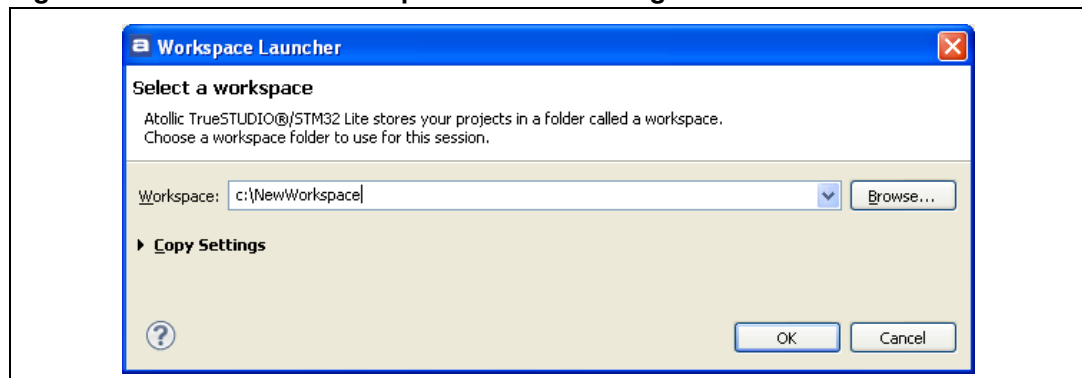 Workspace Launcher
Select a workspace
Atollic TrueSTUDIO®/STM32 Lite stores your projects in a folder called a workspace.
Choose a workspace folder to use for this session.
Workspace: c:\NewWorkspace Browse...
Copy Settings
? OK Cancel